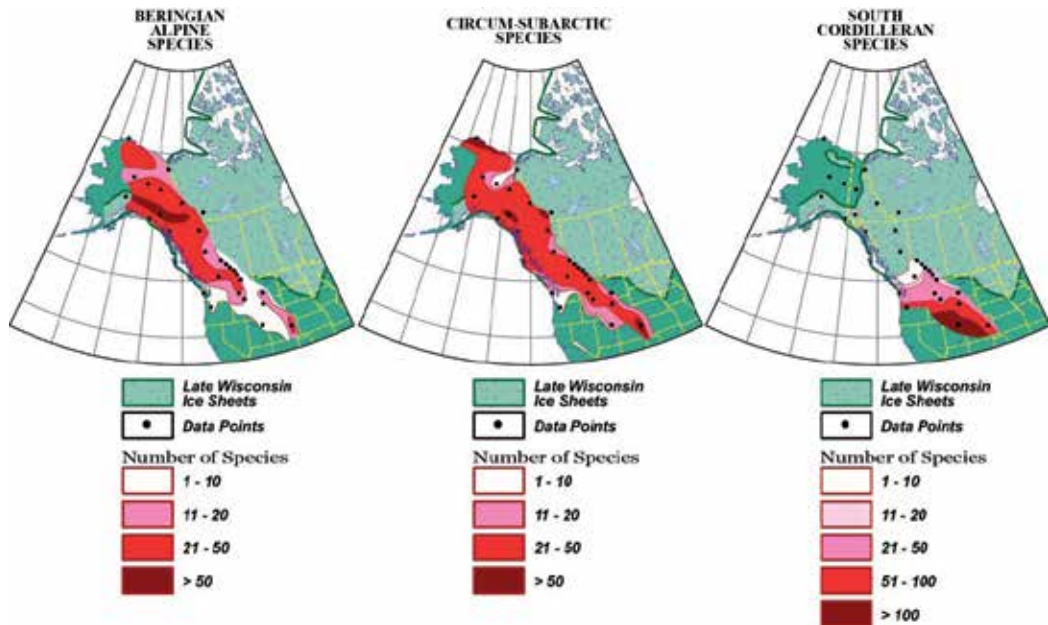 BERINGIAN
ALPINE
SPECIES
CIRCUM-SUBARCTIC
SPECIES
SOUTH
CORDILLERAN
SPECIES
Late Wisconsin
Ice Sheets
Data Points
Number of Species
1 - 10
11 - 20
21 - 50
> 50
Late Wisconsin
Ice Sheets
Data Points
Number of Species
1 - 10
11 - 20
21 - 50
> 50
Late Wisconsin
Ice Sheets
Data Points
Number of Species
1 - 10
11 - 20
21 - 50
51 - 100
> 100